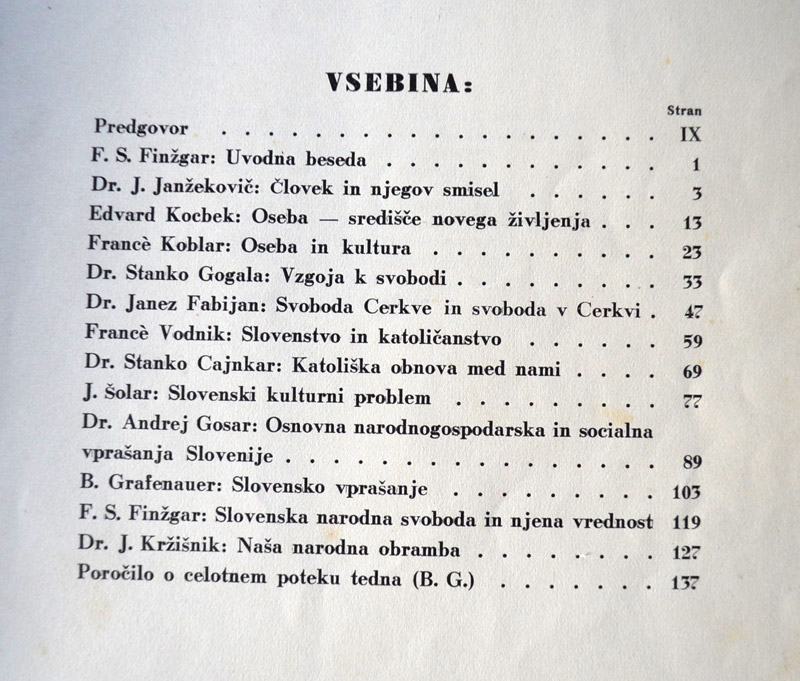 VSEBINA:
Stran
Predgovor . . . . . . . . . . . . . . . . . IX
F. S. Finžgar: Uvodna beseda . . . . . . . . . . . . 1
Dr. J. Janžekovič: Človek in njegov smisel . . . . . . 3
Edvard Kocbek: Oseba — središče novega življenja . . . 13
Francè Koblar: Oseba in kultura . . . . . . . . . . 23
Dr. Stanko Gogala: Vzgoja k svobodi . . . . . . . . . 33
Dr. Janez Fabijan: Svoboda Cerkve in svoboda v Cerkvi . 47
Francè Vodnik: Slovenstvo in katoličanstvo . . . . . . 59
Dr. Stanko Cajnkar: Katoliška obnova med nami . . . . 69
J. Šolar: Slovenski kulturni problem . . . . . . . . . 77
Dr. Andrej Gosar: Osnovna narodnogospodarska in socialna
vprašanja Slovenije . . . . . . . . . . . . . . . . 89
B. Grafenauer: Slovensko vprašanje . . . . . . . . . 103
F. S. Finžgar: Slovenska narodna svoboda in njena vrednost 119
Dr. J. Kržišnik: Naša narodna obramba . . . . . . . . 127
Poročilo o celotnem poteku tedna (B. G.) . . . . . . . 137